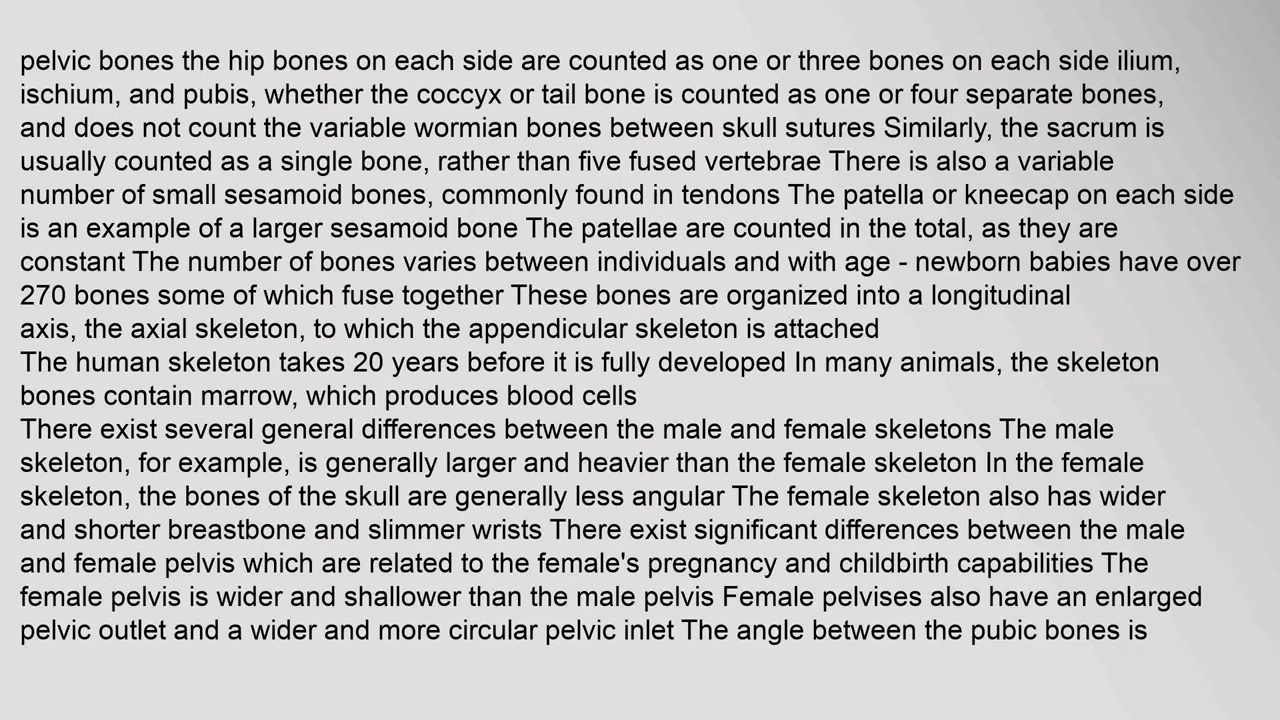 pelvic bones the hip bones on each side are counted as one or three bones on each side ilium,
ischium, and pubis, whether the coccyx or tail bone is counted as one or four separate bones,
and does not count the variable wormian bones between skull sutures Similarly, the sacrum is
usually counted as a single bone, rather than five fused vertebrae There is also a variable
number of small sesamoid bones, commonly found in tendons The patella or kneecap on each side
is an example of a larger sesamoid bone The patellae are counted in the total, as they are
constant The number of bones varies between individuals and with age - newborn babies have over
270 bones some of which fuse together These bones are organized into a longitudinal
axis, the axial skeleton, to which the appendicular skeleton is attached
The human skeleton takes 20 years before it is fully developed In many animals, the skeleton
bones contain marrow, which produces blood cells
There exist several general differences between the male and female skeletons The male
skeleton, for example, is generally larger and heavier than the female skeleton In the female
skeleton, the bones of the skull are generally less angular The female skeleton also has wider
and shorter breastbone and slimmer wrists There exist significant differences between the male
and female pelvis which are related to the female's pregnancy and childbirth capabilities The
female pelvis is wider and shallower than the male pelvis Female pelvises also have an enlarged
pelvic outlet and a wider and more circular pelvic inlet The angle between the pubic bones is